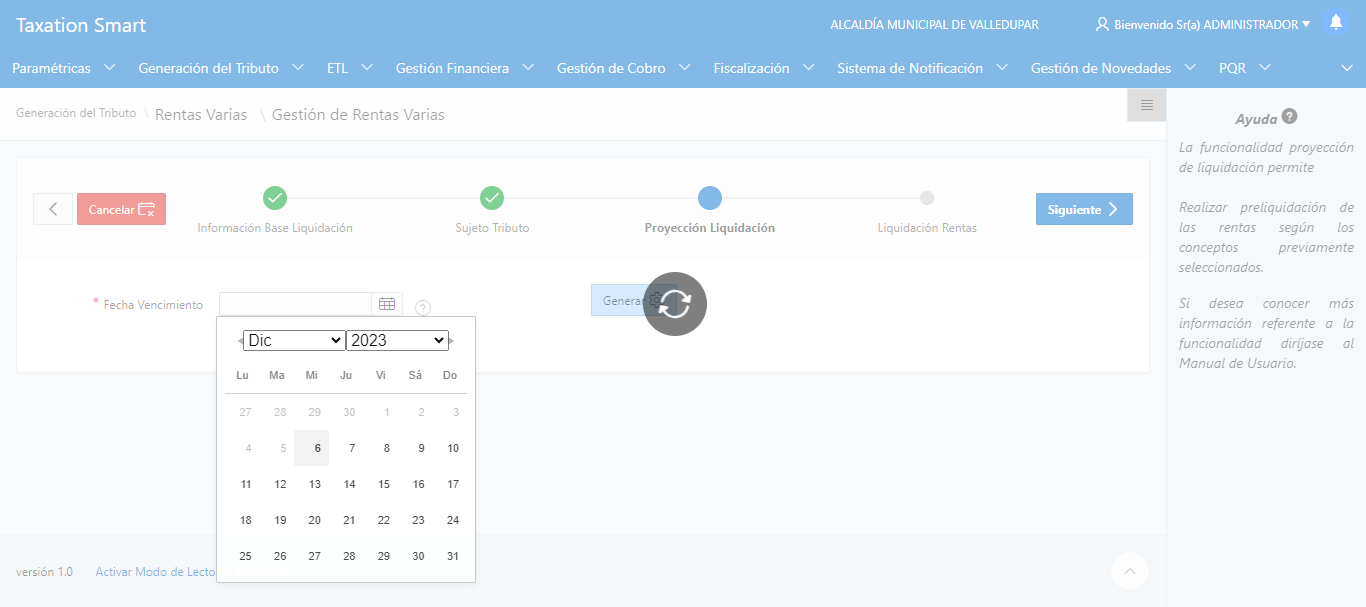 Taxation Smart
ALCALDÍA MUNICIPAL DE VALLEDUPAR
Bienvenido Sr(a) ADMINISTRADOR
Paramétricas Generación del Tributo ETL Gestión Financiera Gestión de Cobro Fiscalización Sistema de Notificación Gestión de Novedades PQR
Generación del Tributo \ Rentas Varias \ Gestión de Rentas Varias
Cancelar
Información Base Liquidación
Sujeto Tributo
Proyección Liquidación
Liquidación Rentas
Siguiente
* Fecha Vencimiento
?
Generar
Dic 2023
Lu Ma Mi Ju Vi Sá Do
27 28 29 30 1 2 3
4 5 6 7 8 9 10
11 12 13 14 15 16 17
18 19 20 21 22 23 24
25 26 27 28 29 30 31
Ayuda ?
La funcionalidad proyección
de liquidación permite
Realizar preliquidación de
las rentas según los
conceptos previamente
seleccionados.
Si desea conocer más
información referente a la
funcionalidad diríjase al
Manual de Usuario.
versión 1.0 Activar Modo de Lecto